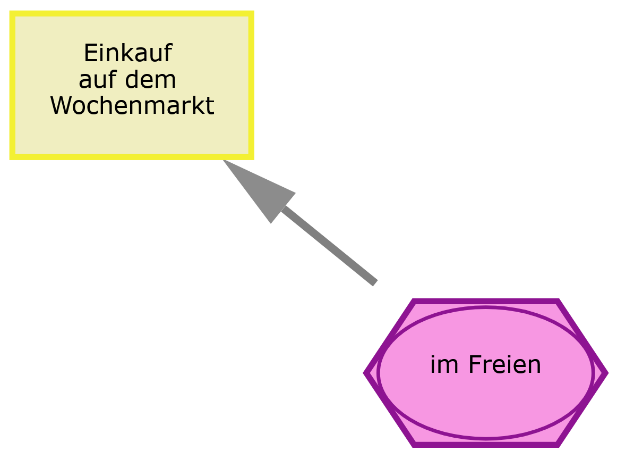 Einkauf
auf dem
Wochenmarkt
im Freien